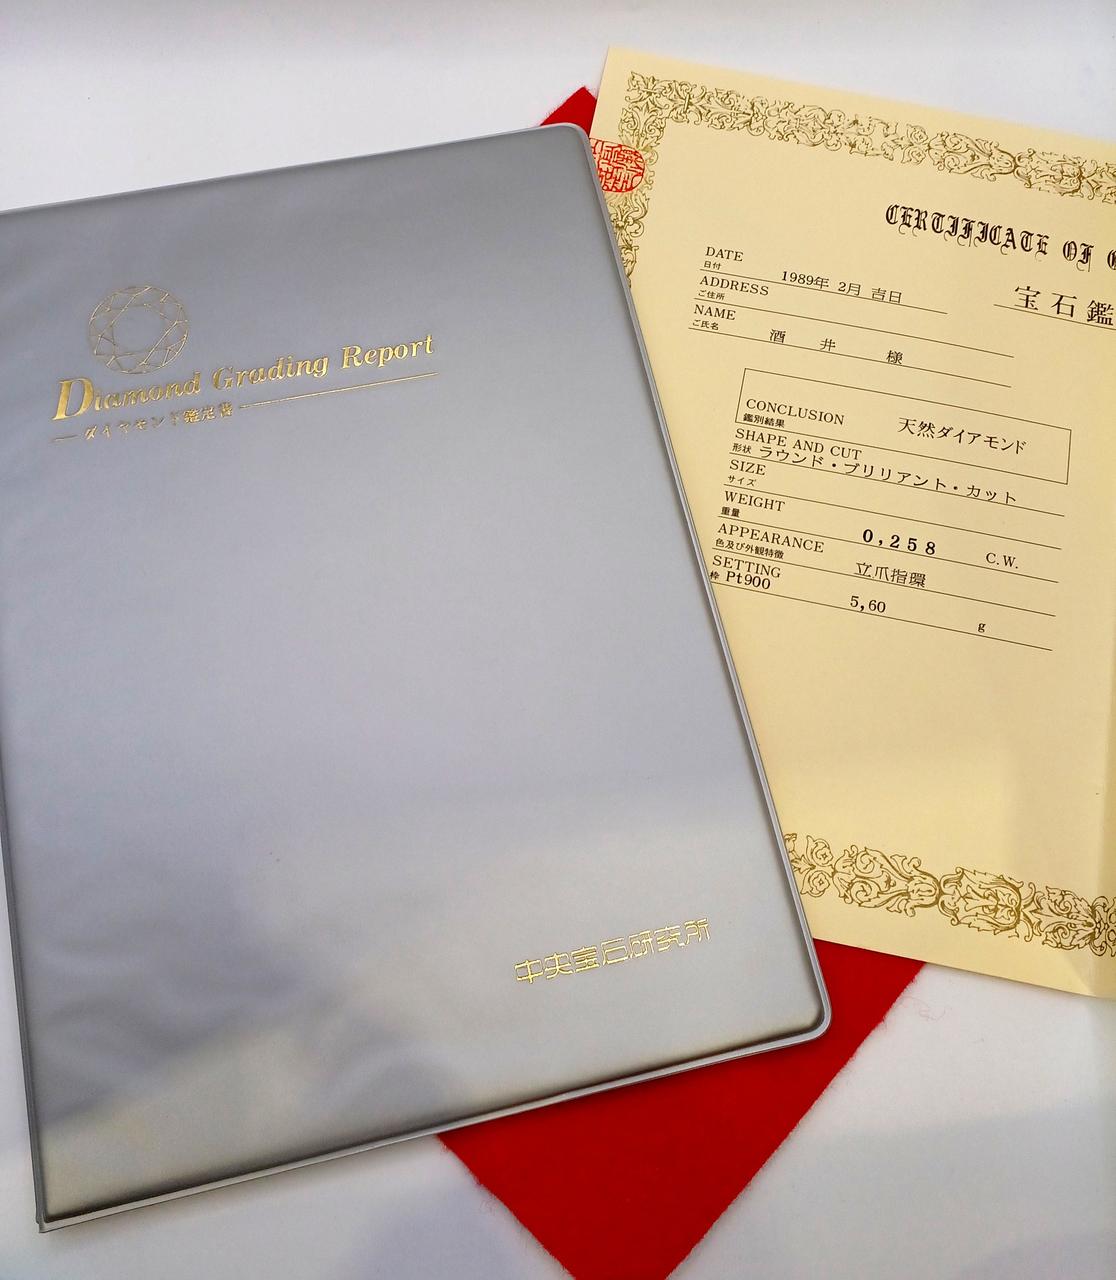 Diamond Grading Report
ダイヤモンド鑑定書
中央宝石研究所
CERTIFICATE OF
宝石鑑
DATE
日付
1989年 2月 吉日
ADDRESS
ご住所
NAME
ご氏名
酒 井 様
CONCLUSION
鑑別結果
天然ダイアモンド
SHAPE AND CUT
形状 ラウンド・ブリリアント・カット
SIZE
サイズ
WEIGHT
重量
0,258 C.W.
APPEARANCE
色及び外観特徴
立爪指環
SETTING
枠 Pt900
5,60 g